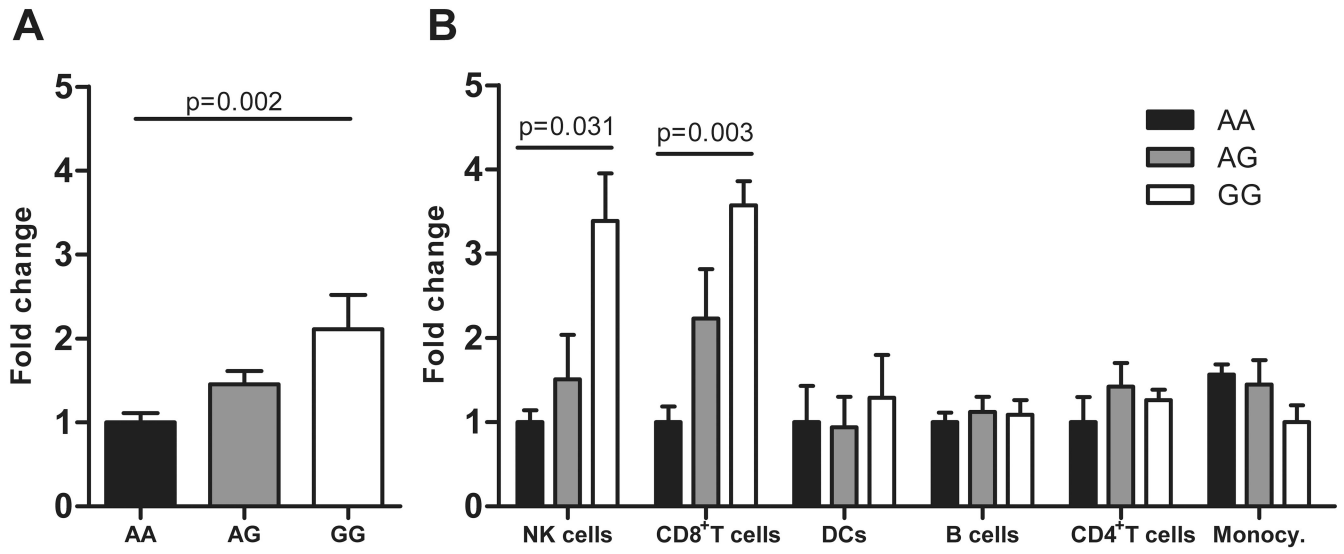 A
Fold change
5
4
3
2
1
0
p=0.002
AA
AG
GG
B
Fold change
5
4
3
2
1
0
p=0.031
p=0.003
AA
AG
GG
NK cells
CD8⁺T cells
DCs
B cells
CD4⁺T cells
Monocy.